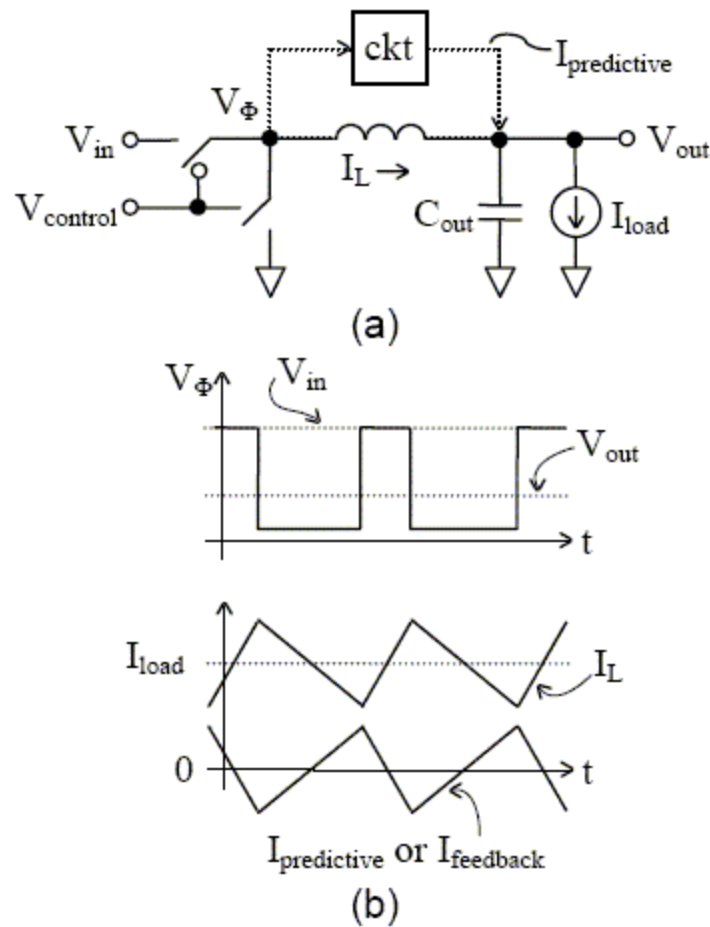 ckt
I_predictive
V_Φ
V_in
V_out
I_L →
V_control
C_out
I_load
(a)
V_Φ
V_in
V_out
t
I_load
I_L
0
t
I_predictive or I_feedback
(b)